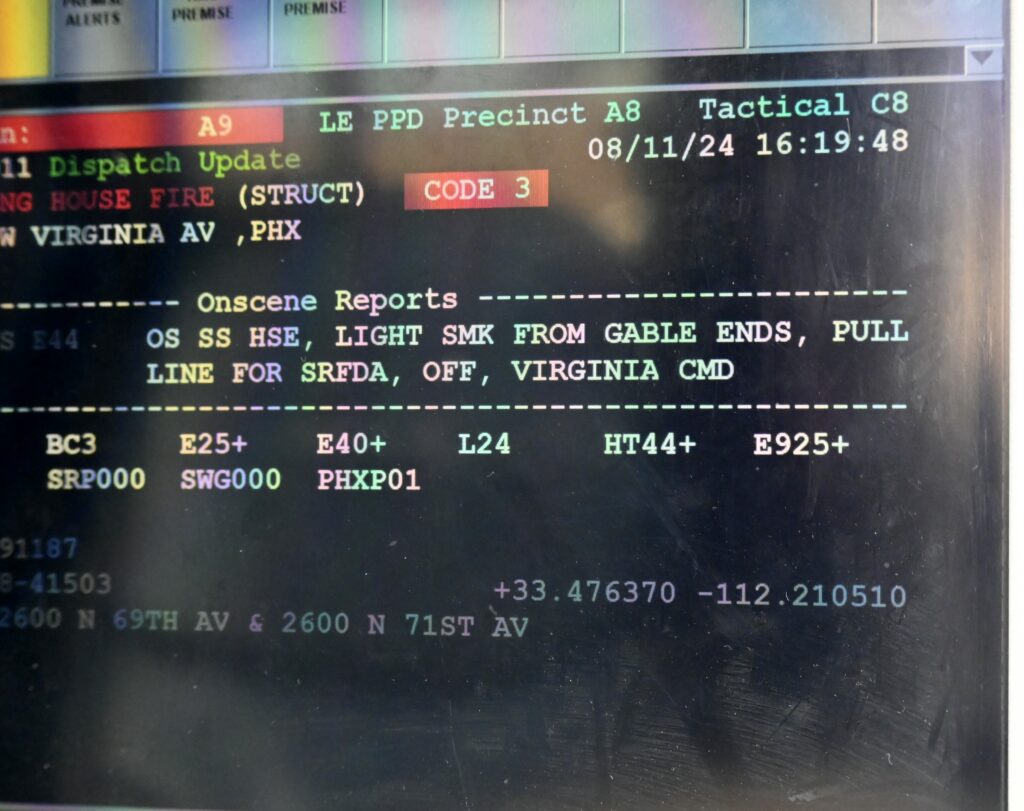 PREMISE PREMISE PREMISE
ALERTS
n: A9 LE PPD Precinct A8 Tactical C8
11 Dispatch Update 08/11/24 16:19:48
NG HOUSE FIRE (STRUCT) CODE 3
W VIRGINIA AV ,PHX
----------- Onscene Reports -------------------------
S E44 OS SS HSE, LIGHT SMK FROM GABLE ENDS, PULL
LINE FOR SRFDA, OFF, VIRGINIA CMD
-----------------------------------------------------
BC3 E25+ E40+ L24 HT44+ E925+
SRP000 SWG000 PHXP01
91187
8-41503 +33.476370 -112.210510
2600 N 69TH AV & 2600 N 71ST AV